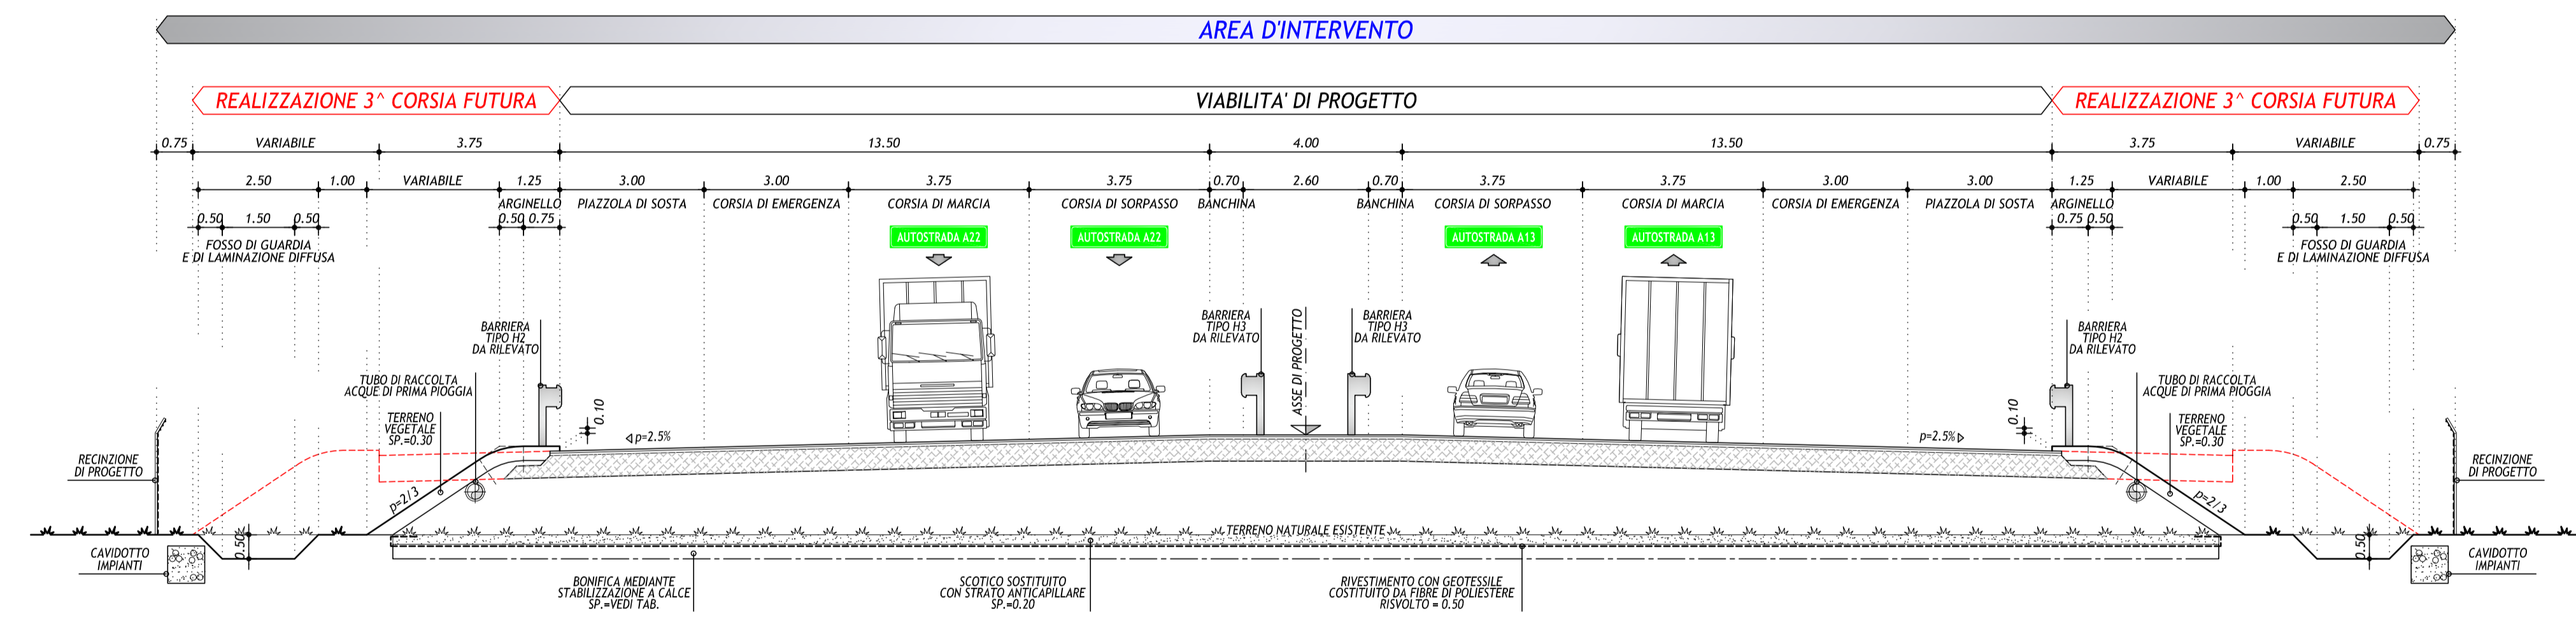 AREA D'INTERVENTO
REALIZZAZIONE 3^ CORSIA FUTURA
VIABILITA' DI PROGETTO
REALIZZAZIONE 3^ CORSIA FUTURA
0.75 VARIABILE 3.75 13.50 4.00 13.50 3.75 VARIABILE 0.75
2.50 1.00 VARIABILE 1.25 3.00 3.00 3.75 3.75 0.70 2.60 0.70 3.75 3.75 3.00 3.00 1.25 VARIABILE 1.00 2.50
ARGINELLO PIAZZOLA DI SOSTA CORSIA DI EMERGENZA CORSIA DI MARCIA CORSIA DI SORPASSO BANCHINA BANCHINA CORSIA DI SORPASSO CORSIA DI MARCIA CORSIA DI EMERGENZA PIAZZOLA DI SOSTA ARGINELLO
0.50 1.50 0.50 0.50 0.75 0.75 0.50 0.50 1.50 0.50
FOSSO DI GUARDIA
E DI LAMINAZIONE DIFFUSA
AUTOSTRADA A22
AUTOSTRADA A22
AUTOSTRADA A13
AUTOSTRADA A13
FOSSO DI GUARDIA
E DI LAMINAZIONE DIFFUSA
BARRIERA
TIPO H2
DA RILEVATO
BARRIERA
TIPO H3
DA RILEVATO
ASSE DI PROGETTO
BARRIERA
TIPO H3
DA RILEVATO
BARRIERA
TIPO H2
DA RILEVATO
TUBO DI RACCOLTA
ACQUE DI PRIMA PIOGGIA
TERRENO
VEGETALE
SP.=0.30
0.10
p=2.5%
p=2.5%
0.10
TUBO DI RACCOLTA
ACQUE DI PRIMA PIOGGIA
TERRENO
VEGETALE
SP.=0.30
RECINZIONE
DI PROGETTO
p=2/3
p=2/3
RECINZIONE
DI PROGETTO
TERRENO NATURALE ESISTENTE
0.50
0.50
CAVIDOTTO
IMPIANTI
BONIFICA MEDIANTE
STABILIZZAZIONE A CALCE
SP.=VEDI TAB.
SCOTICO SOSTITUITO
CON STRATO ANTICAPILLARE
SP.=0.20
RIVESTIMENTO CON GEOTESSILE
COSTITUITO DA FIBRE DI POLIESTERE
RISVOLTO = 0.50
CAVIDOTTO
IMPIANTI